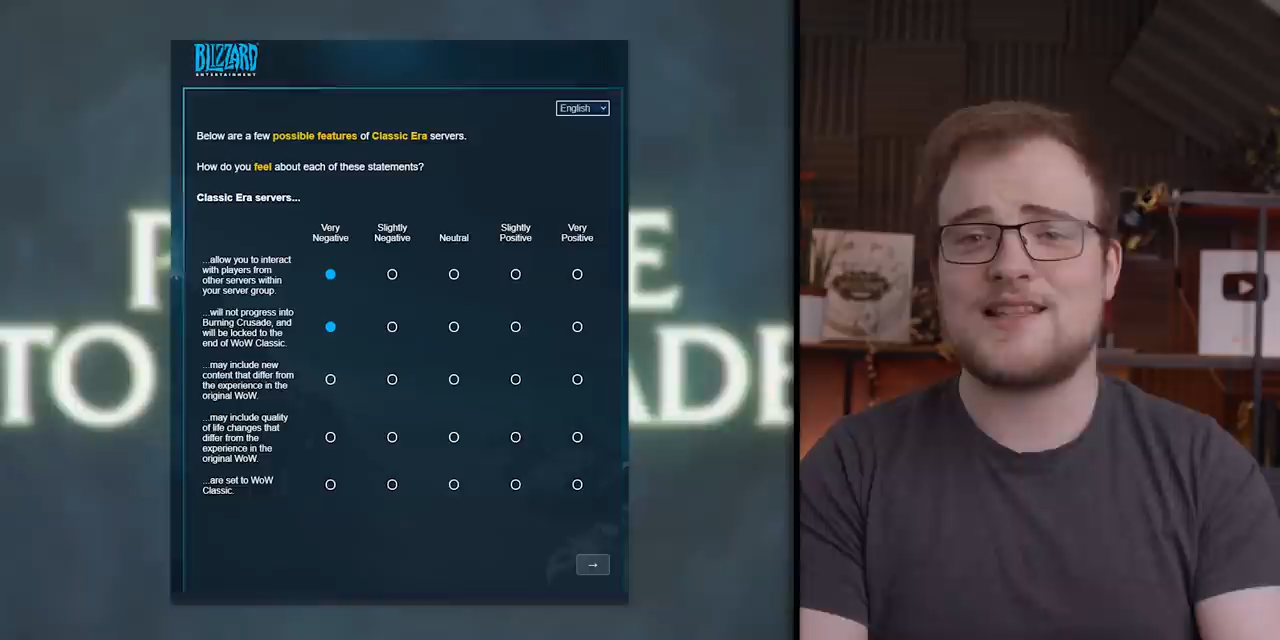 BLIZZARD
ENTERTAINMENT
English
Below are a few possible features of Classic Era servers.
How do you feel about each of these statements?
Classic Era servers...
Very
Negative
Slightly
Negative
Neutral
Slightly
Positive
Very
Positive
...allow you to interact
with players from
other servers within
your server group.
...will not progress into
Burning Crusade, and
will be locked to the
end of WoW Classic.
...may include new
content that differ from
the experience in the
original WoW.
...may include quality
of life changes that
differ from the
experience in the
original WoW.
...are set to WoW
Classic.
→
TO